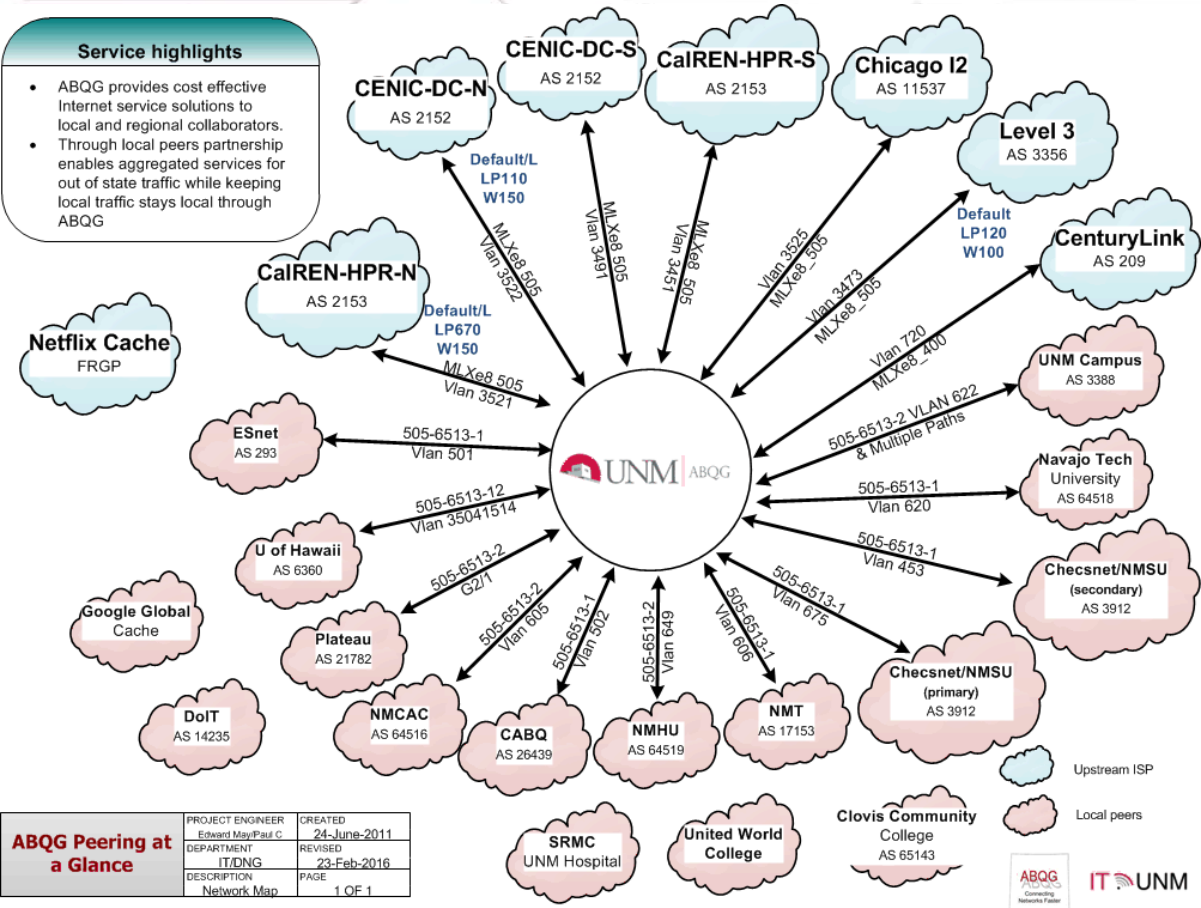 Service highlights
• ABQG provides cost effective
Internet service solutions to
local and regional collaborators.
• Through local peers partnership
enables aggregated services for
out of state traffic while keeping
local traffic stays local through
ABQG
CENIC-DC-N
AS 2152
CENIC-DC-S
AS 2152
CalREN-HPR-S
AS 2153
Chicago I2
AS 11537
Level 3
AS 3356
CenturyLink
AS 209
CalREN-HPR-N
AS 2153
Netflix Cache
FRGP
Default/L
LP110
W150
Default
LP120
W100
Default/L
LP670
W150
MLXe8 505
Vlan 3522
MLXe8 505
Vlan 3491
MLXe8 505
Vlan 3451
Vlan 3525
MLXe8_505
Vlan 3473
MLXe8_505
Vlan 720
MLXe8_400
MLXe8 505
Vlan 3521
UNM Campus
AS 3388
505-6513-2 VLAN 622
& Multiple Paths
ESnet
AS 293
505-6513-1
Vlan 501
UNM ABQG
Navajo Tech
University
AS 64518
505-6513-1
Vlan 620
U of Hawaii
AS 6360
505-6513-12
Vlan 35041514
505-6513-1
Vlan 453
Checsnet/NMSU
(secondary)
AS 3912
Google Global
Cache
Plateau
AS 21782
505-6513-2
G2/1
505-6513-2
Vlan 605
505-6513-1
Vlan 502
505-6513-2
Vlan 649
505-6513-1
Vlan 606
505-6513-1
Vlan 675
Checsnet/NMSU
(primary)
AS 3912
DoIT
AS 14235
NMCAC
AS 64516
CABQ
AS 26439
NMHU
AS 64519
NMT
AS 17153
Upstream ISP
Local peers
SRMC
UNM Hospital
United World
College
Clovis Community
College
AS 65143
ABQG Peering at
a Glance
PROJECT ENGINEER
Edward May/Paul C
CREATED
24-June-2011
DEPARTMENT
IT/DNG
REVISED
23-Feb-2016
DESCRIPTION
Network Map
PAGE
1 OF 1
ABQG
ABQG
Connecting
Networks Faster
IT UNM